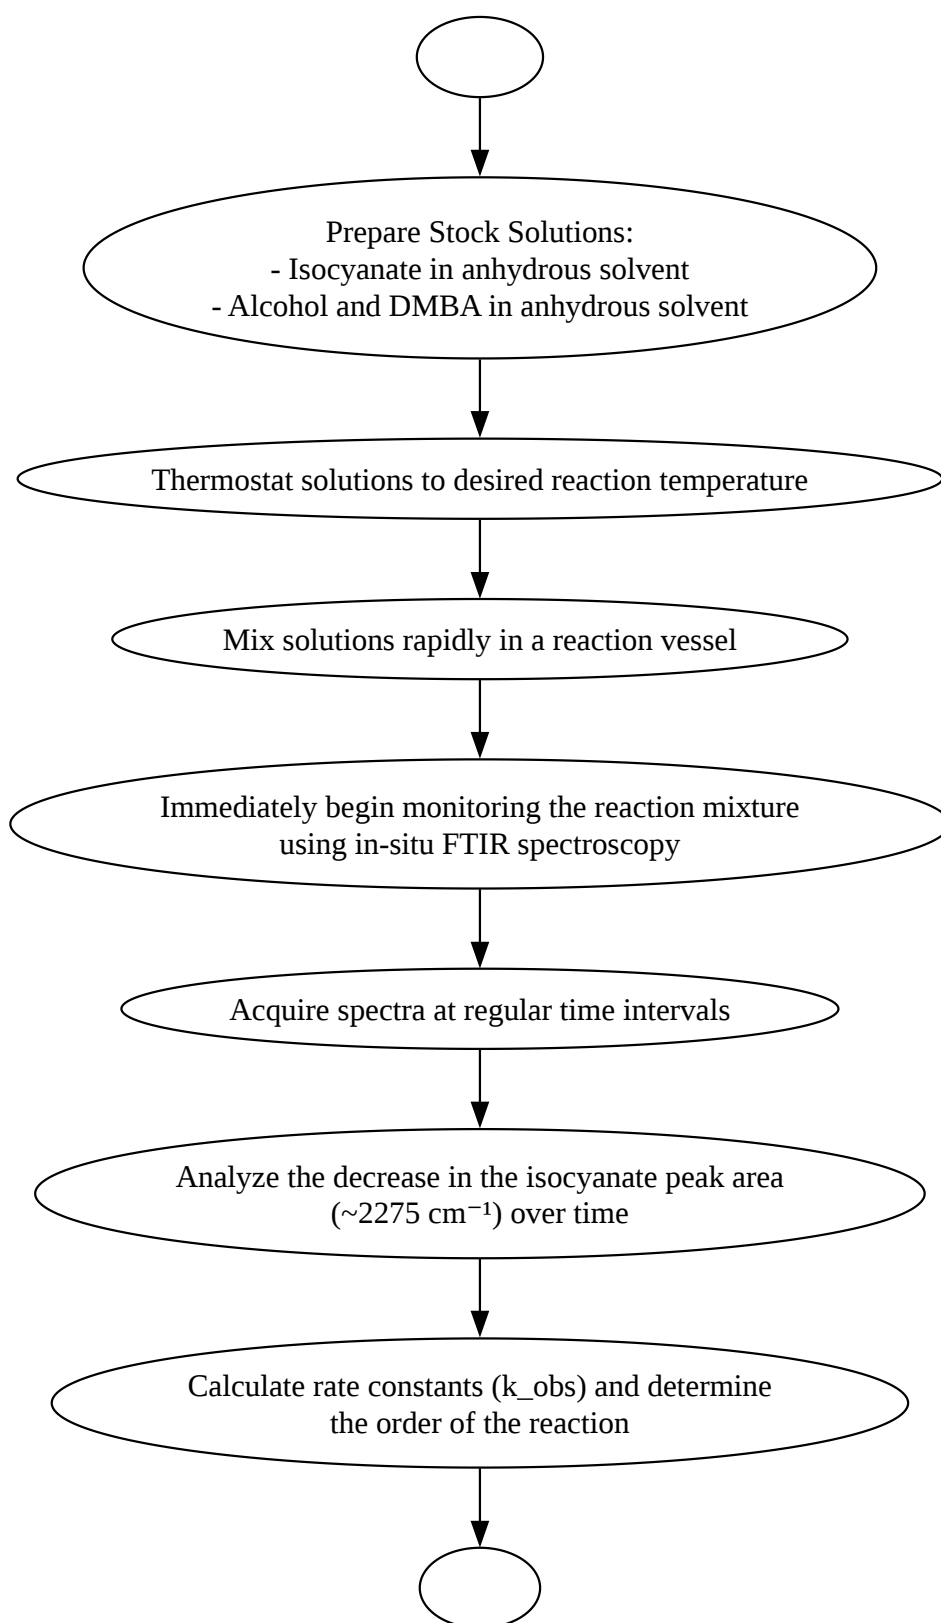 Prepare Stock Solutions:
- Isocyanate in anhydrous solvent
- Alcohol and DMBA in anhydrous solvent
Thermostat solutions to desired reaction temperature
Mix solutions rapidly in a reaction vessel
Immediately begin monitoring the reaction mixture
using in-situ FTIR spectroscopy
Acquire spectra at regular time intervals
Analyze the decrease in the isocyanate peak area
(~2275 cm⁻¹) over time
Calculate rate constants (k_obs) and determine
the order of the reaction